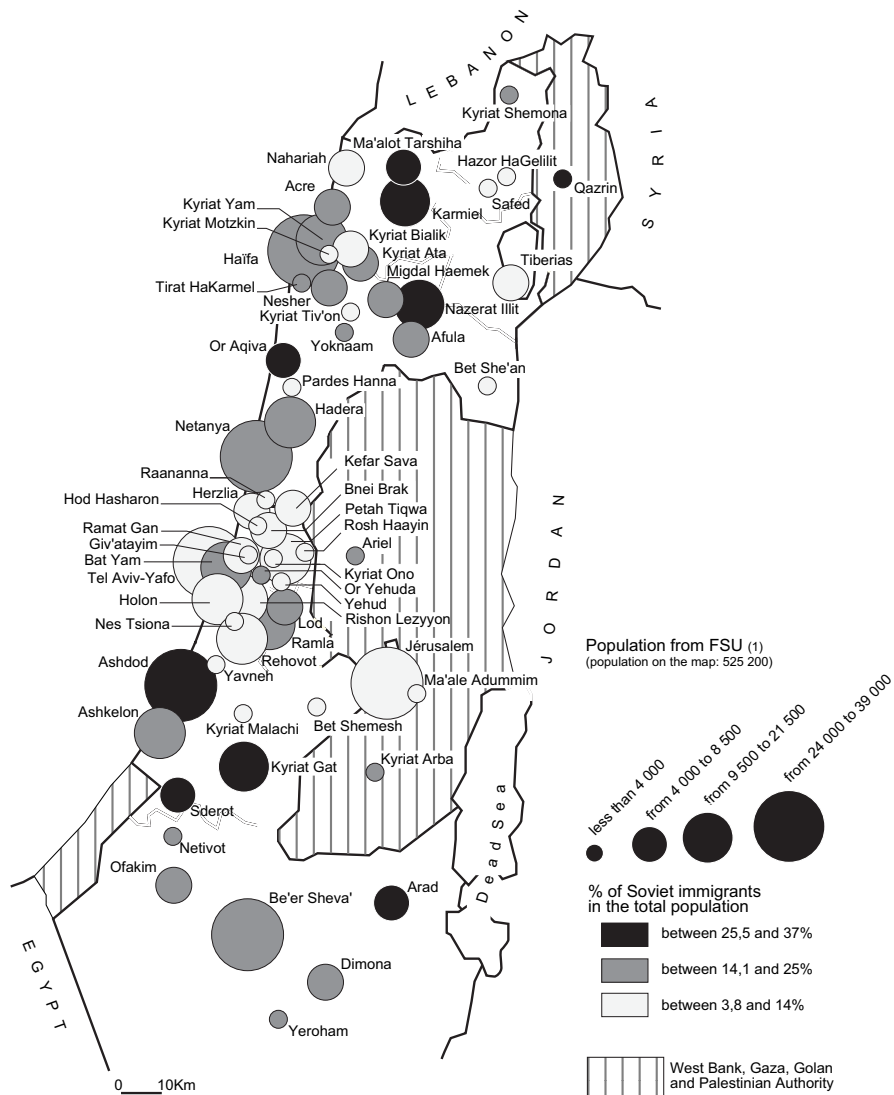 LEBANON
SYRIA
Kyriat Shemona
Ma'alot Tarshiha
Nahariah
Hazor HaGelilit
Acre
Qazrin
Safed
Kyriat Yam
Karmiel
Kyriat Motzkin
Kyriat Bialik
Kyriat Ata
Haïfa
Tiberias
Migdal Haemek
Tirat HaKarmel
Nesher
Nazerat Illit
Kyriat Tiv'on
Afula
Yoknaam
Or Aqiva
Bet She'an
Pardes Hanna
Hadera
Netanya
Kefar Sava
Raananna
Herzlia
Bnei Brak
Hod Hasharon
Petah Tiqwa
Rosh Haayin
Ramat Gan
Giv'atayim
Ariel
Bat Yam
Kyriat Ono
Tel Aviv-Yafo
Or Yehuda
Yehud
Holon
Rishon Lezyyon
Nes Tsiona
Lod
Ramla
JORDAN
Jérusalem
Rehovot
Ashdod
Yavneh
Ma'ale Adummim
Ashkelon
Kyriat Malachi
Bet Shemesh
Kyriat Gat
Kyriat Arba
Sderot
Netivot
Dead Sea
Ofakim
Be'er Sheva'
Arad
EGYPT
Dimona
Yeroham
0 10Km
Population from FSU (1)
(population on the map: 525 200)
less than 4 000
from 4 000 to 8 500
from 9 500 to 21 500
from 24 000 to 39 000
% of Soviet immigrants
in the total population
between 25,5 and 37%
between 14,1 and 25%
between 3,8 and 14%
West Bank, Gaza, Golan
and Palestinian Authority